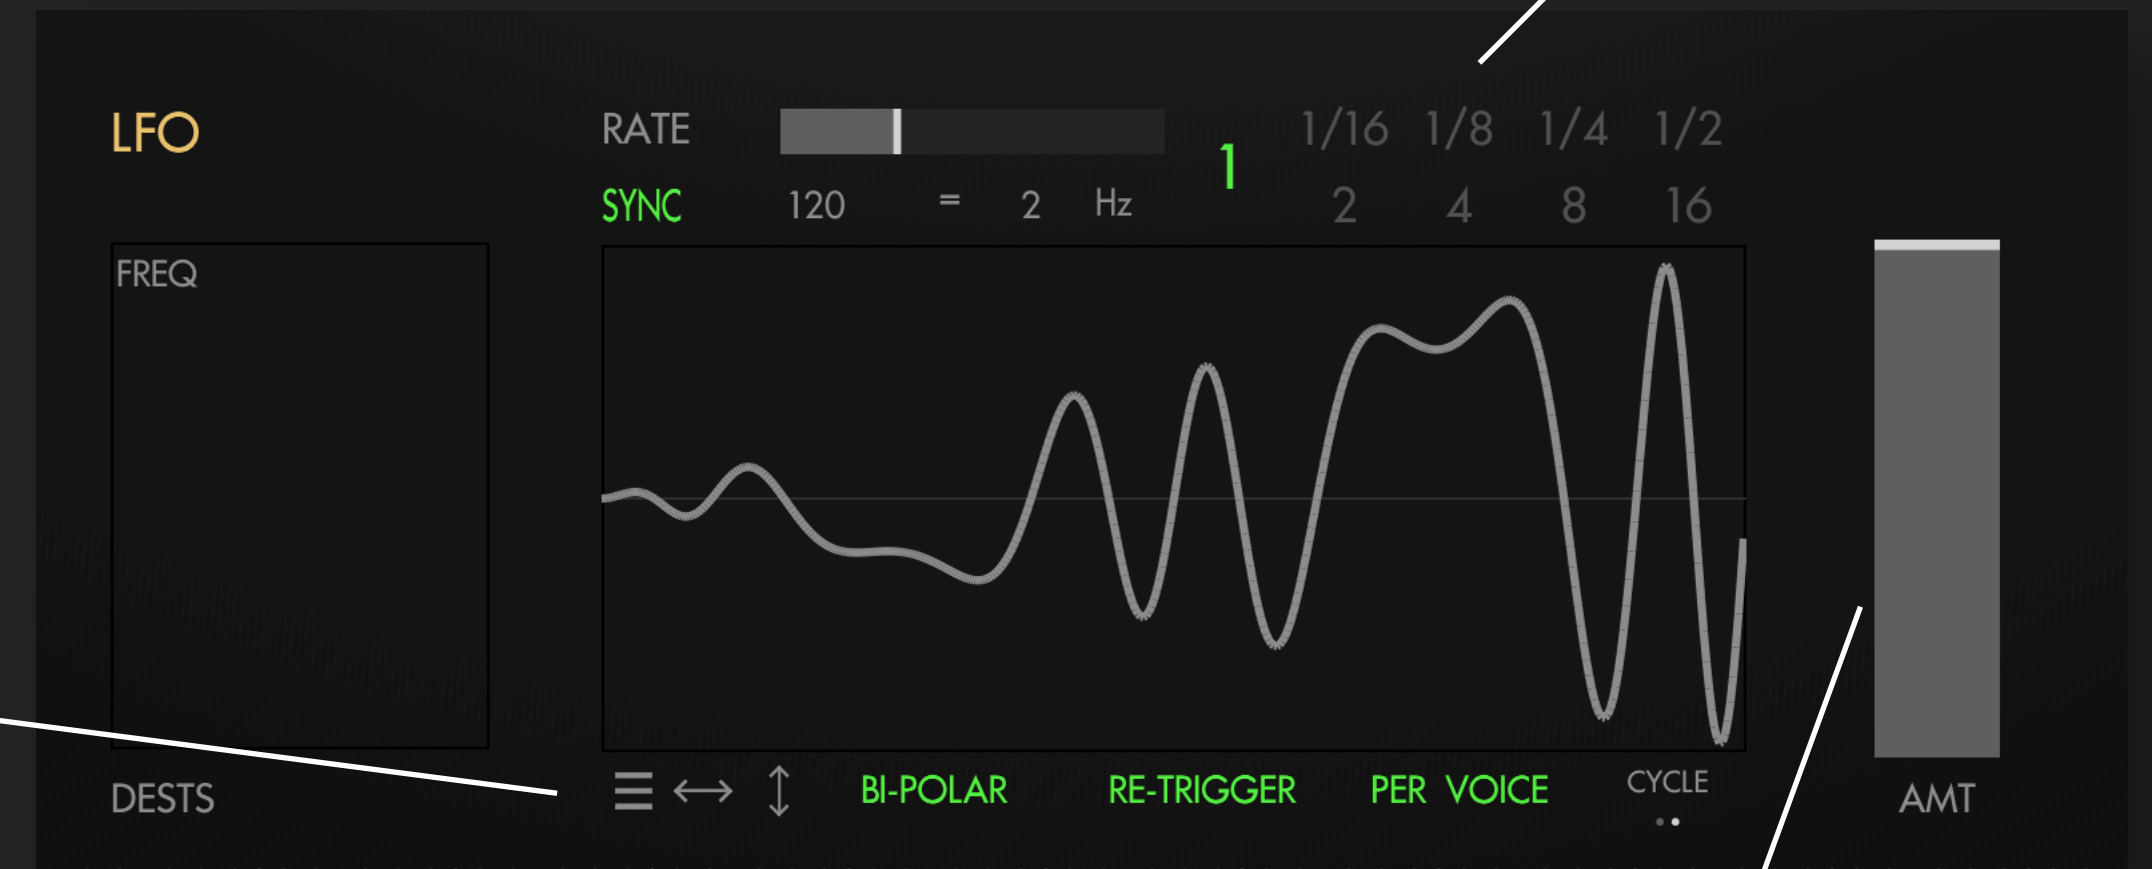 LFO
RATE
1
1/16 1/8 1/4 1/2
SYNC 120 = 2 Hz
2 4 8 16
FREQ
DESTS
BI-POLAR RE-TRIGGER PER VOICE CYCLE
AMT